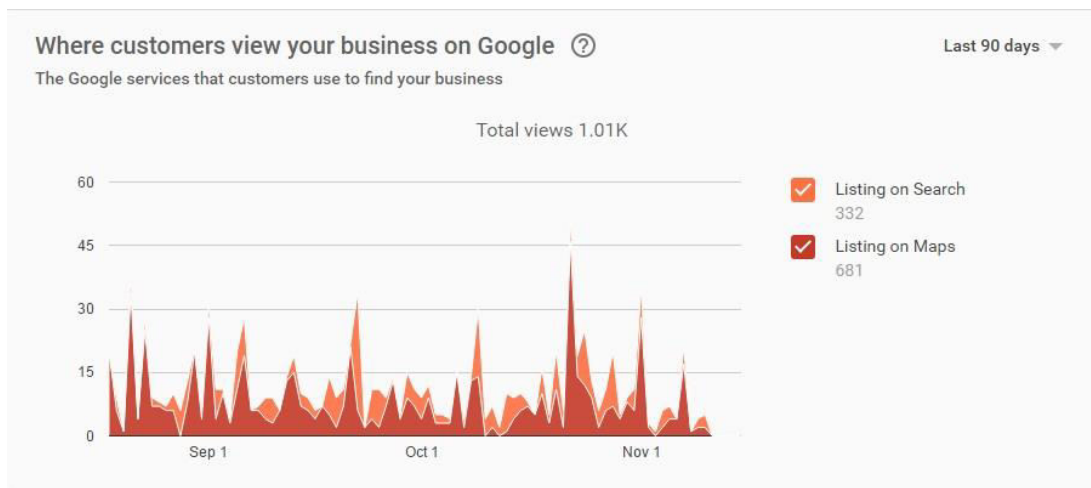 Where customers view your business on Google ?
Last 90 days
The Google services that customers use to find your business
Total views 1.01K
60
45
30
15
0
Sep 1
Oct 1
Nov 1
Listing on Search
332
Listing on Maps
681